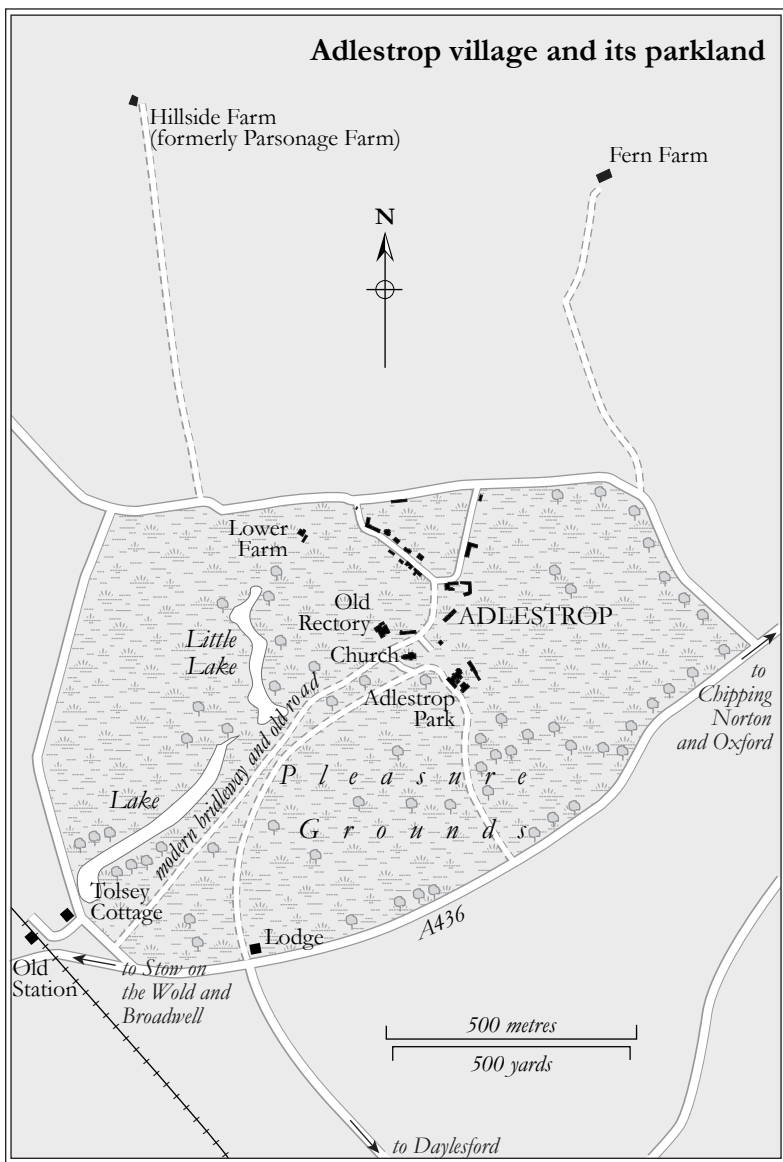 Adlestrop village and its parkland
Hillside Farm
(formerly Parsonage Farm)
Fern Farm
N
Lower
Farm
Old
Rectory
ADLESTROP
Little
Lake
Church
Adlestrop
Park
to
Chipping
Norton
and Oxford
modern bridleway and old road
Pleasure
Grounds
Lake
Tolsey
Cottage
A436
Lodge
Old
Station
to Stow on
the Wold and
Broadwell
500 metres
500 yards
to Daylesford